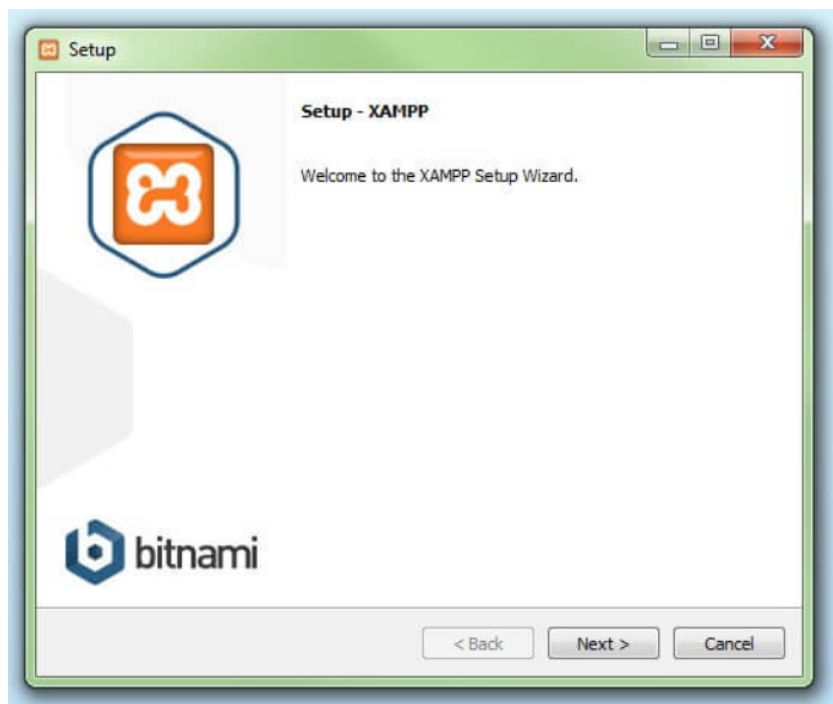 Setup
Setup - XAMPP
Welcome to the XAMPP Setup Wizard.
bitnami
< Back Next > Cancel